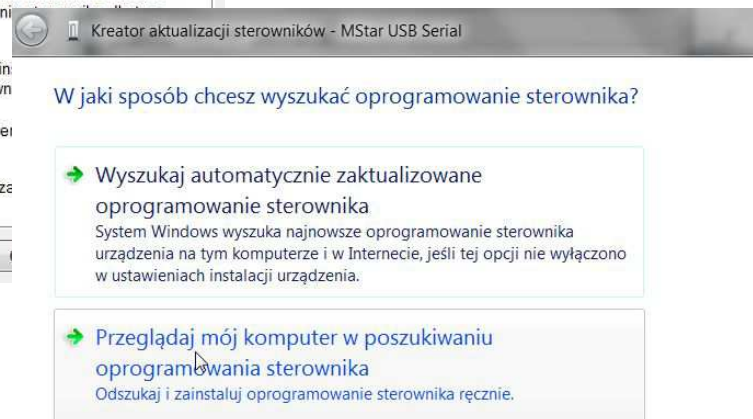 Kreator aktualizacji sterowników - MStar USB Serial
W jaki sposób chcesz wyszukać oprogramowanie sterownika?
Wyszukaj automatycznie zaktualizowane
oprogramowanie sterownika
System Windows wyszuka najnowsze oprogramowanie sterownika
urządzenia na tym komputerze i w Internecie, jeśli tej opcji nie wyłączono
w ustawieniach instalacji urządzenia.
Przeglądaj mój komputer w poszukiwaniu
oprogramowania sterownika
Odszukaj i zainstaluj oprogramowanie sterownika ręcznie.